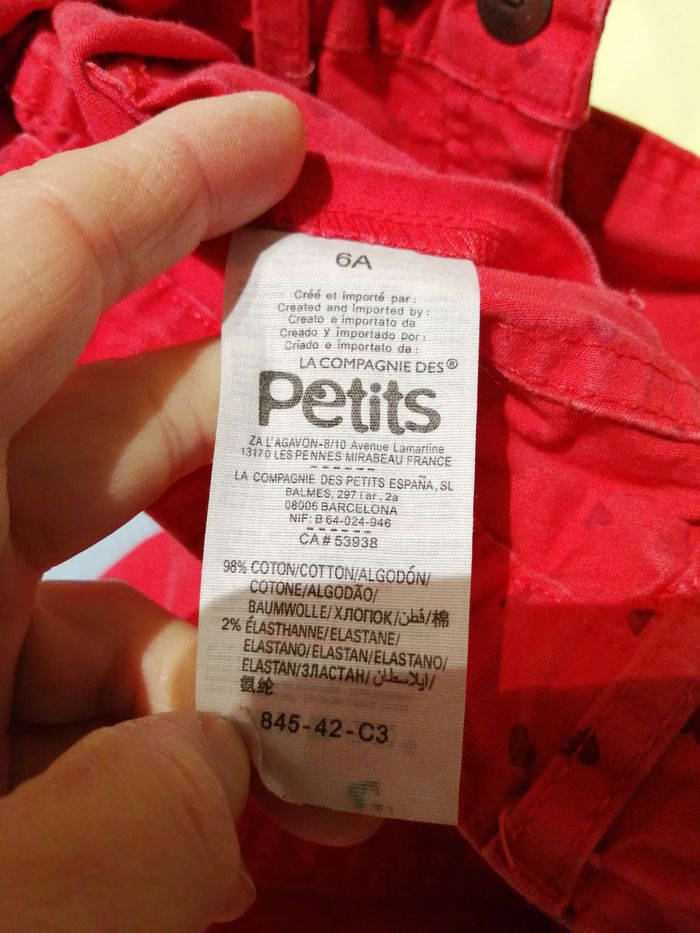 6A
Créé et importé par :
Created and imported by :
Creato e importato da
Creado y importado por :
Criado e importato da :
LA COMPAGNIE DES®
Petits
ZA L'AGAVON-8/10 Avenue Lamartine
13170 LES PENNES MIRABEAU FRANCE
LA COMPAGNIE DES PETITS ESPAÑA, SL
BALMES, 297 1er. 2a
08006 BARCELONA
NIF: B 64-024-946
CA# 53938
98% COTON/COTTON/ALGODÓN/
COTONE/ALGODÃO/
BAUMWOLLE/ХЛОПОК/قطن/棉
2% ÉLASTHANNE/ELASTANE/
ELASTANO/ELASTAN/ELASTANO/
ELASTAN/ЭЛАСТАН/ايلاسطان/
氨纶
845-42-C3